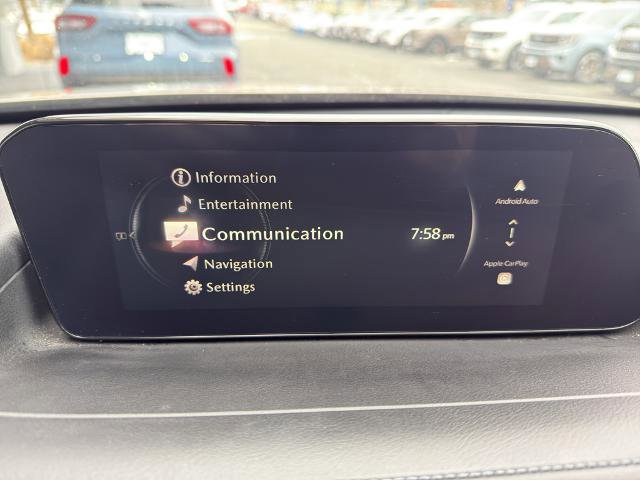 Information
Entertainment
Communication
7:58 pm
Navigation
Settings
Android Auto
Apple CarPlay